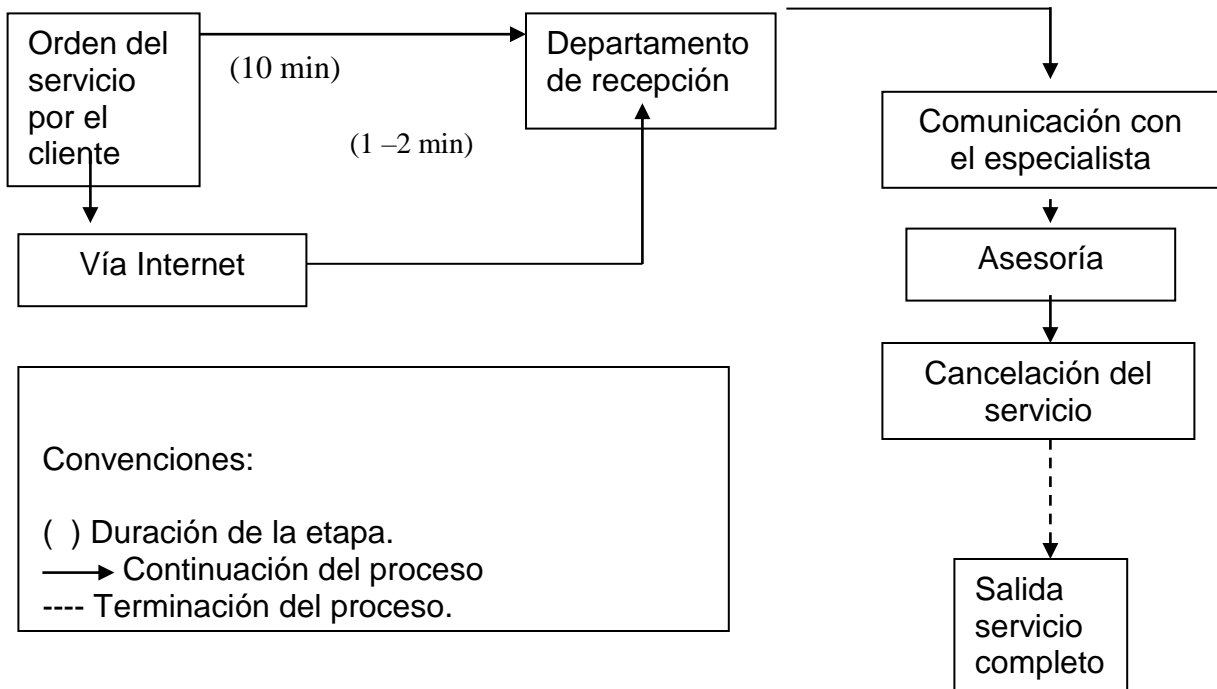 Orden del
servicio
por el
cliente
(10 min)
Departamento
de recepción
(1 –2 min)
Vía Internet
Comunicación con
el especialista
Asesoría
Cancelación del
servicio
Salida
servicio
completo
Convenciones:
( ) Duración de la etapa.
Continuación del proceso
---- Terminación del proceso.